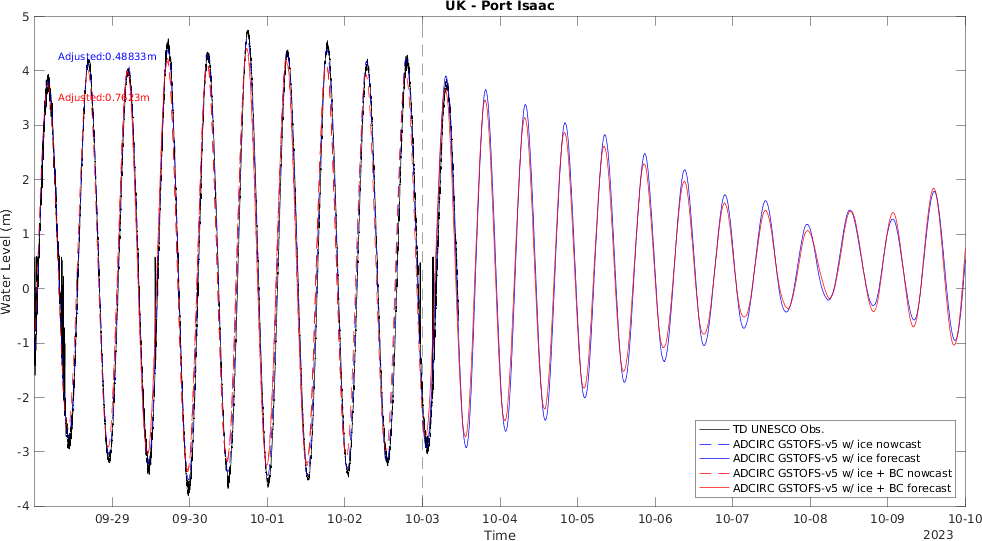 UK - Port Isaac
5
4
3
2
1
0
-1
-2
-3
-4
Water Level (m)
Adjusted:0.48833m
Adjusted:0.7623m
TD UNESCO Obs.
ADCIRC GSTOFS-v5 w/ ice nowcast
ADCIRC GSTOFS-v5 w/ ice forecast
ADCIRC GSTOFS-v5 w/ ice + BC nowcast
ADCIRC GSTOFS-v5 w/ ice + BC forecast
09-29 09-30 10-01 10-02 10-03 10-04 10-05 10-06 10-07 10-08 10-09 10-10
Time
2023